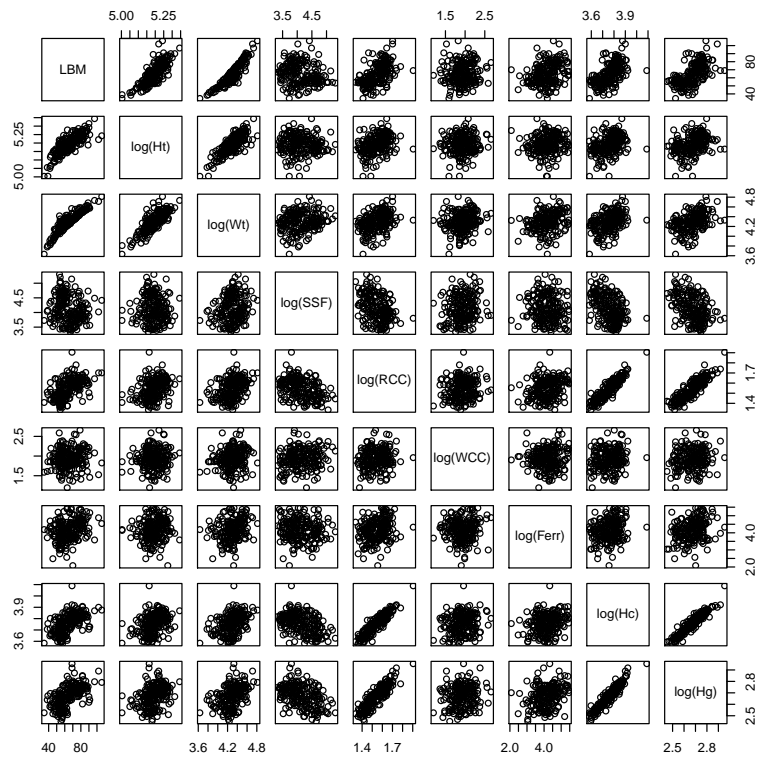 5.00 5.25 3.5 4.5 1.5 2.5 3.6 3.9
LBM
40 80
5.00 5.25
log(Ht)
log(Wt)
3.6 4.2 4.8
3.5 4.5
log(SSF)
log(RCC)
1.4 1.7
1.5 2.5
log(WCC)
log(Ferr)
2.0 4.0
3.6 3.9
log(Hc)
log(Hg)
2.5 2.8
40 80 3.6 4.2 4.8 1.4 1.7 2.0 4.0 2.5 2.8